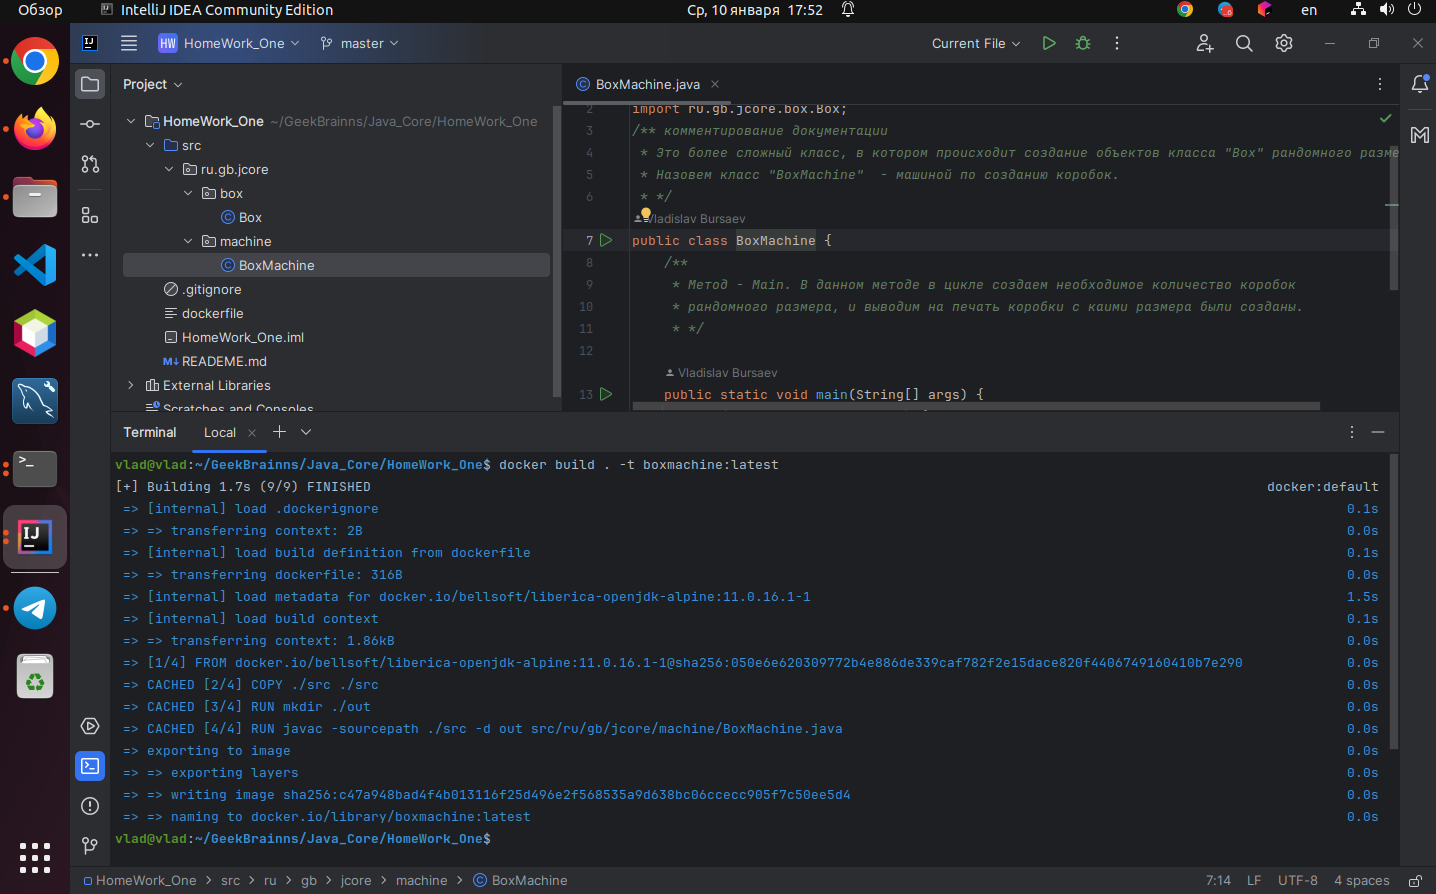 Обзор IntelliJ IDEA Community Edition Ср, 10 января 17:52 en
HW HomeWork_One master Current File
Project
HomeWork_One ~/GeekBrainns/Java_Core/HomeWork_One
src
ru.gb.jcore
box
Box
machine
BoxMachine
.gitignore
dockerfile
HomeWork_One.iml
M↓ READEME.md
External Libraries
Scratches and Consoles
BoxMachine.java
2 import ru.gb.jcore.box.Box;
3 /** комментирование документации
4 * Это более сложный класс, в котором происходит создание объектов класса "Box" рандомного разме
5 * Назовем класс "BoxMachine" - машиной по созданию коробок.
6 * */
Vladislav Bursaev
7 public class BoxMachine {
8 /**
9 * Метод - Main. В данном методе в цикле создаем необходимое количество коробок
10 * рандомного размера, и выводим на печать коробки с каими размера были созданы.
11 * */
12
Vladislav Bursaev
13 public static void main(String[] args) {
Terminal Local
vlad@vlad:~/GeekBrainns/Java_Core/HomeWork_One$ docker build . -t boxmachine:latest
[+] Building 1.7s (9/9) FINISHED docker:default
=> [internal] load .dockerignore 0.1s
=> => transferring context: 2B 0.0s
=> [internal] load build definition from dockerfile 0.1s
=> => transferring dockerfile: 316B 0.0s
=> [internal] load metadata for docker.io/bellsoft/liberica-openjdk-alpine:11.0.16.1-1 1.5s
=> [internal] load build context 0.1s
=> => transferring context: 1.86kB 0.0s
=> [1/4] FROM docker.io/bellsoft/liberica-openjdk-alpine:11.0.16.1-1@sha256:050e6e620309772b4e886de339caf782f2e15dace820f4406749160410b7e290 0.0s
=> CACHED [2/4] COPY ./src ./src 0.0s
=> CACHED [3/4] RUN mkdir ./out 0.0s
=> CACHED [4/4] RUN javac -sourcepath ./src -d out src/ru/gb/jcore/machine/BoxMachine.java 0.0s
=> exporting to image 0.0s
=> => exporting layers 0.0s
=> => writing image sha256:c47a948bad4f4b013116f25d496e2f568535a9d638bc06ccecc905f7c50ee5d4 0.0s
=> => naming to docker.io/library/boxmachine:latest 0.0s
vlad@vlad:~/GeekBrainns/Java_Core/HomeWork_One$
HomeWork_One > src > ru > gb > jcore > machine > BoxMachine 7:14 LF UTF-8 4 spaces